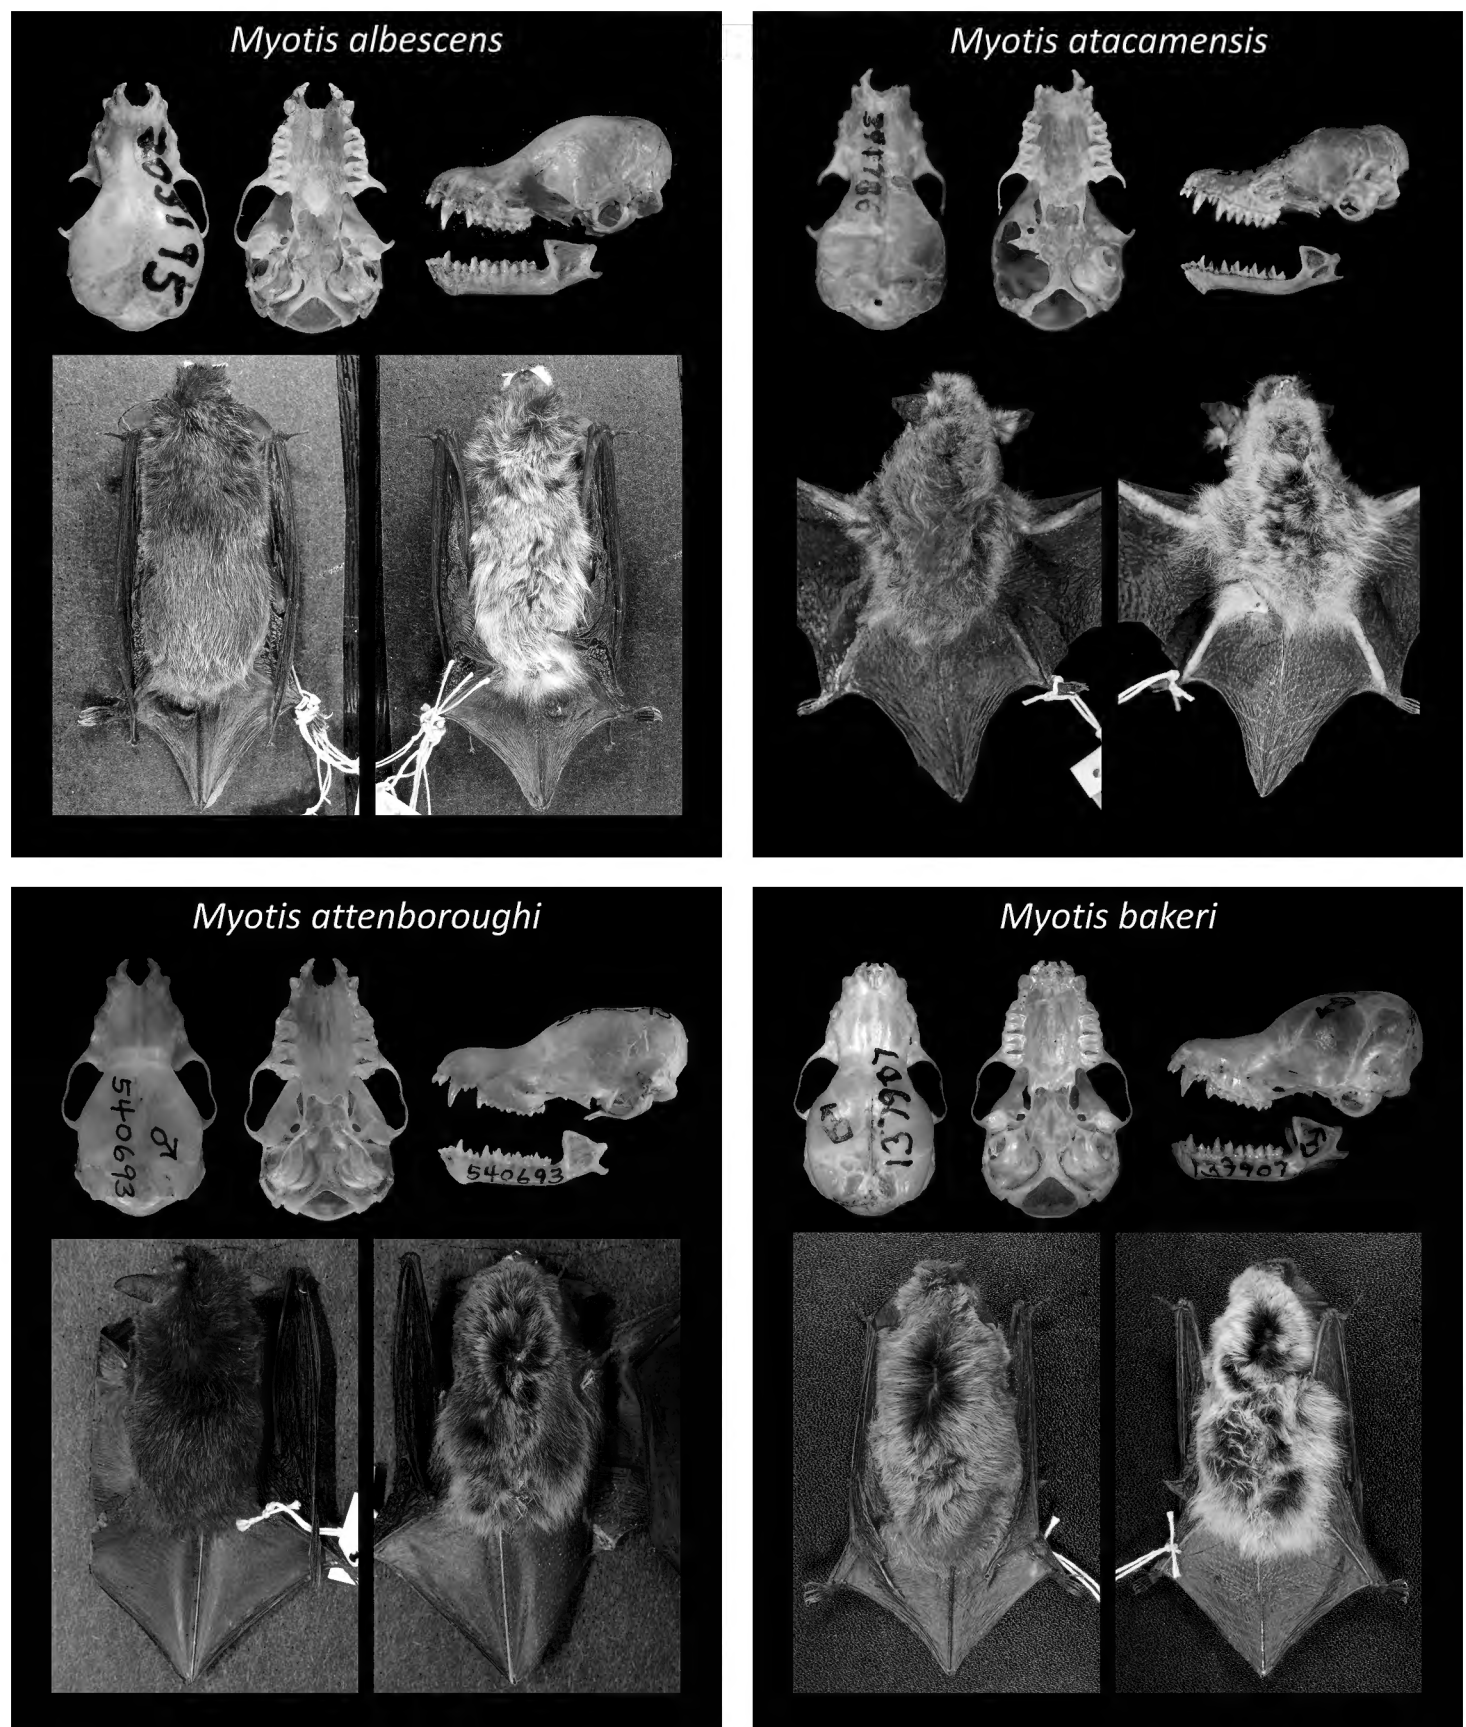 Myotis albescens
Myotis atacamensis
Myotis attenboroughi
540693
♂
540693
Myotis bakeri
137907
137907